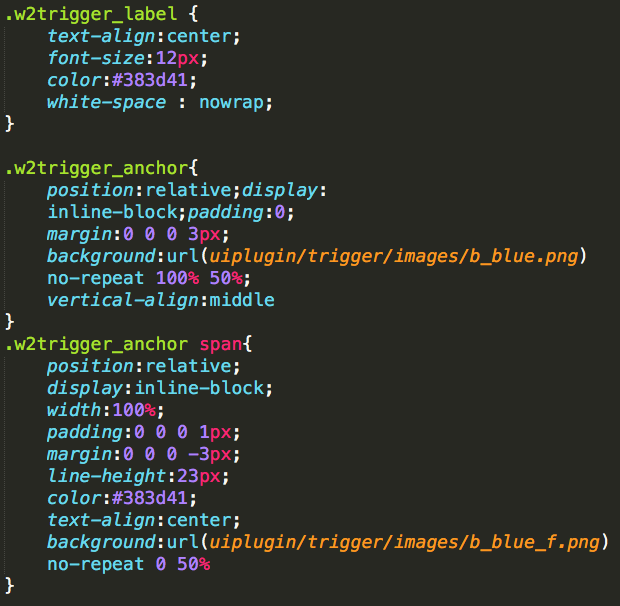 .w2trigger_label {
text-align:center;
font-size:12px;
color:#383d41;
white-space : nowrap;
}
.w2trigger_anchor{
position:relative;display:
inline-block;padding:0;
margin:0 0 0 3px;
background:url(uiplugin/trigger/images/b_blue.png)
no-repeat 100% 50%;
vertical-align:middle
}
.w2trigger_anchor span{
position:relative;
display:inline-block;
width:100%;
padding:0 0 0 1px;
margin:0 0 0 -3px;
line-height:23px;
color:#383d41;
text-align:center;
background:url(uiplugin/trigger/images/b_blue_f.png)
no-repeat 0 50%
}